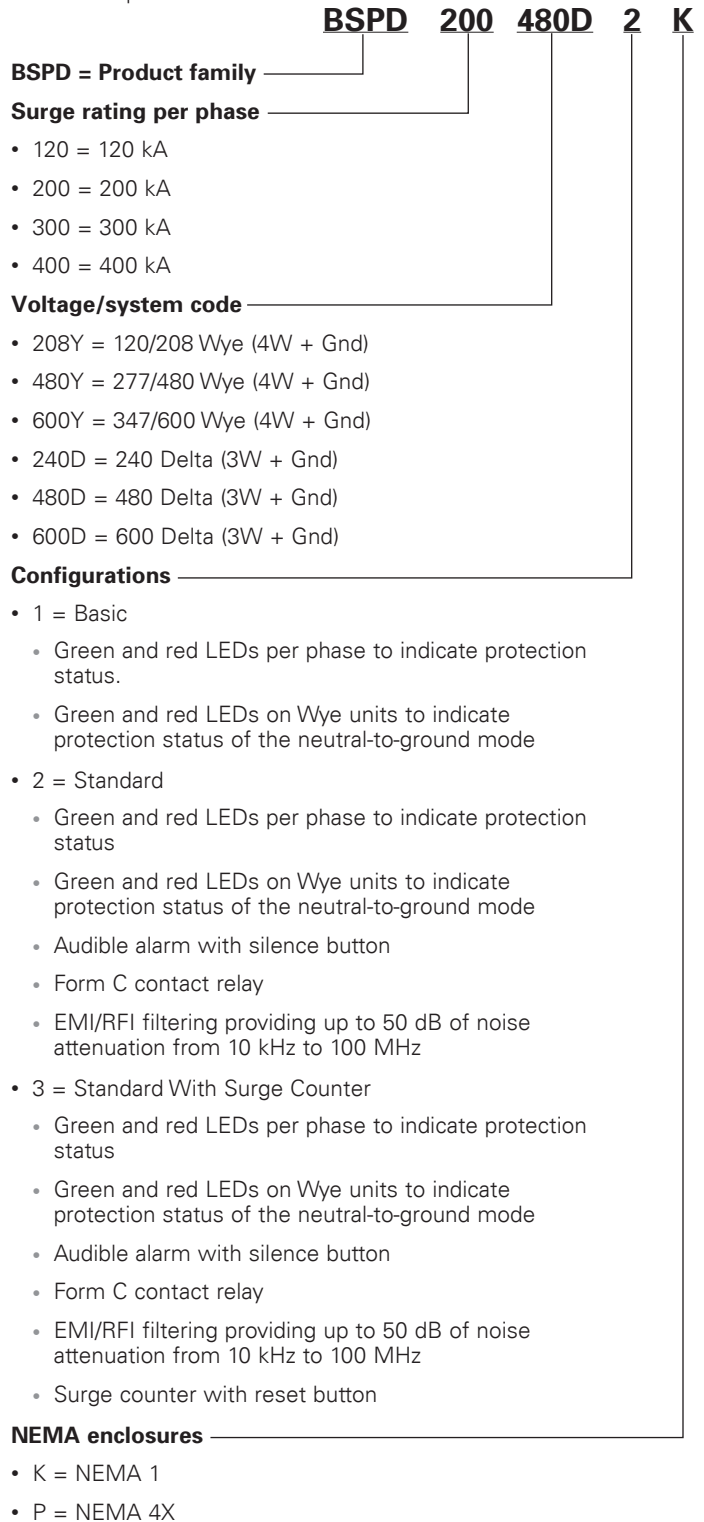 BSPD 200 480D 2 K
BSPD = Product family
Surge rating per phase
• 120 = 120 kA
• 200 = 200 kA
• 300 = 300 kA
• 400 = 400 kA
Voltage/system code
• 208Y = 120/208 Wye (4W + Gnd)
• 480Y = 277/480 Wye (4W + Gnd)
• 600Y = 347/600 Wye (4W + Gnd)
• 240D = 240 Delta (3W + Gnd)
• 480D = 480 Delta (3W + Gnd)
• 600D = 600 Delta (3W + Gnd)
Configurations
• 1 = Basic
• Green and red LEDs per phase to indicate protection
status.
• Green and red LEDs on Wye units to indicate
protection status of the neutral-to-ground mode
• 2 = Standard
• Green and red LEDs per phase to indicate protection
status
• Green and red LEDs on Wye units to indicate
protection status of the neutral-to-ground mode
• Audible alarm with silence button
• Form C contact relay
• EMI/RFI filtering providing up to 50 dB of noise
attenuation from 10 kHz to 100 MHz
• 3 = Standard With Surge Counter
• Green and red LEDs per phase to indicate protection
status
• Green and red LEDs on Wye units to indicate
protection status of the neutral-to-ground mode
• Audible alarm with silence button
• Form C contact relay
• EMI/RFI filtering providing up to 50 dB of noise
attenuation from 10 kHz to 100 MHz
• Surge counter with reset button
NEMA enclosures
• K = NEMA 1
• P = NEMA 4X